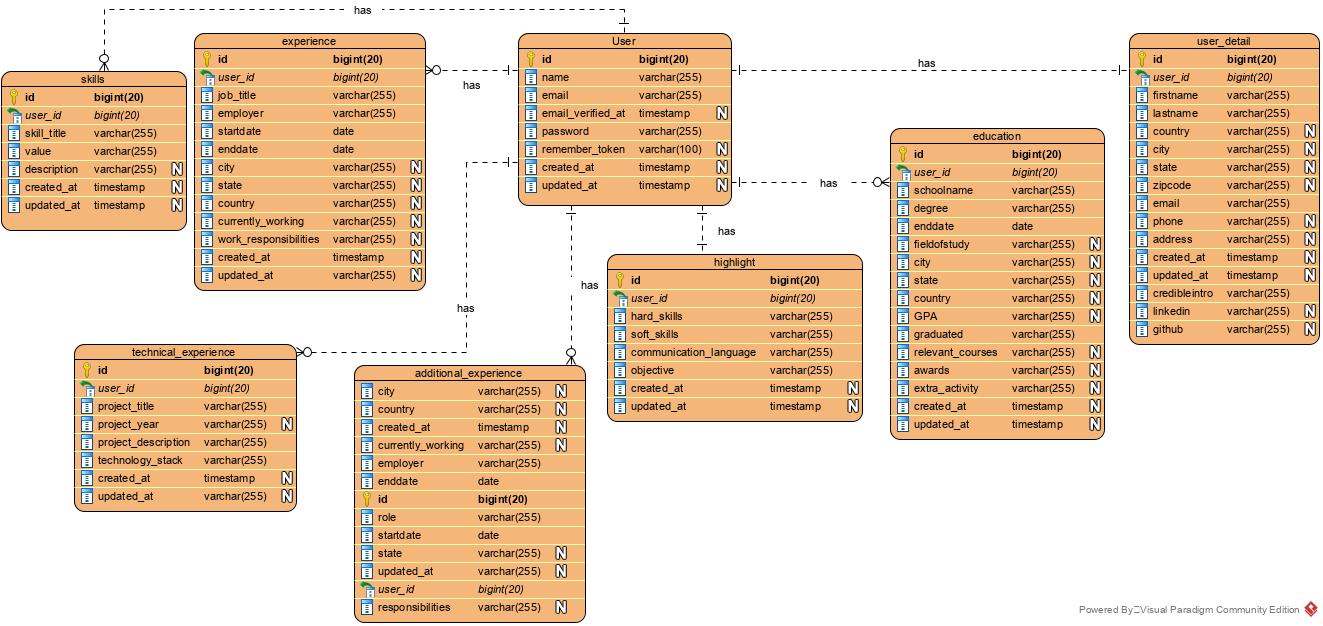 has
skills
id bigint(20)
user_id bigint(20)
skill_title varchar(255)
value varchar(255)
description varchar(255) N
created_at timestamp N
updated_at varchar(255) N
experience
id bigint(20)
user_id bigint(20)
job_title varchar(255)
employer varchar(255)
startdate date
enddate date
city varchar(255) N
state varchar(255) N
country varchar(255) N
currently_working varchar(255) N
work_responsibilities varchar(255) N
created_at timestamp N
updated_at varchar(255) N
has
User
id bigint(20)
name varchar(255)
email varchar(255)
email_verified_at timestamp N
password varchar(255)
remember_token varchar(100) N
created_at timestamp N
updated_at timestamp N
has
has
user_detail
id bigint(20)
user_id bigint(20)
firstname varchar(255)
lastname varchar(255)
country varchar(255) N
city varchar(255) N
state varchar(255) N
zipcode varchar(255) N
email varchar(255)
phone varchar(255) N
address varchar(255) N
created_at timestamp N
updated_at timestamp N
credibleintro varchar(255)
linkedin varchar(255) N
github varchar(255) N
education
id bigint(20)
user_id bigint(20)
schoolname varchar(255)
degree varchar(255)
enddate date
fieldofstudy varchar(255) N
city varchar(255) N
state varchar(255) N
country varchar(255) N
GPA varchar(255) N
graduated varchar(255)
relevant_courses varchar(255) N
awards varchar(255) N
extra_activity varchar(255) N
created_at timestamp N
updated_at timestamp N
has
highlight
id bigint(20)
user_id bigint(20)
hard_skills varchar(255)
soft_skills varchar(255)
communication_language varchar(255)
objective varchar(255)
created_at timestamp N
updated_at timestamp N
has
has
technical_experience
id bigint(20)
user_id bigint(20)
project_title varchar(255)
project_year varchar(255) N
project_description varchar(255)
technology_stack varchar(255)
created_at timestamp N
updated_at varchar(255) N
additional_experience
city varchar(255) N
country varchar(255) N
created_at timestamp N
currently_working varchar(255) N
employer varchar(255)
enddate date
id bigint(20)
role varchar(255)
startdate date
state varchar(255) N
updated_at varchar(255) N
user_id bigint(20)
responsibilities varchar(255) N
Powered By Visual Paradigm Community Edition